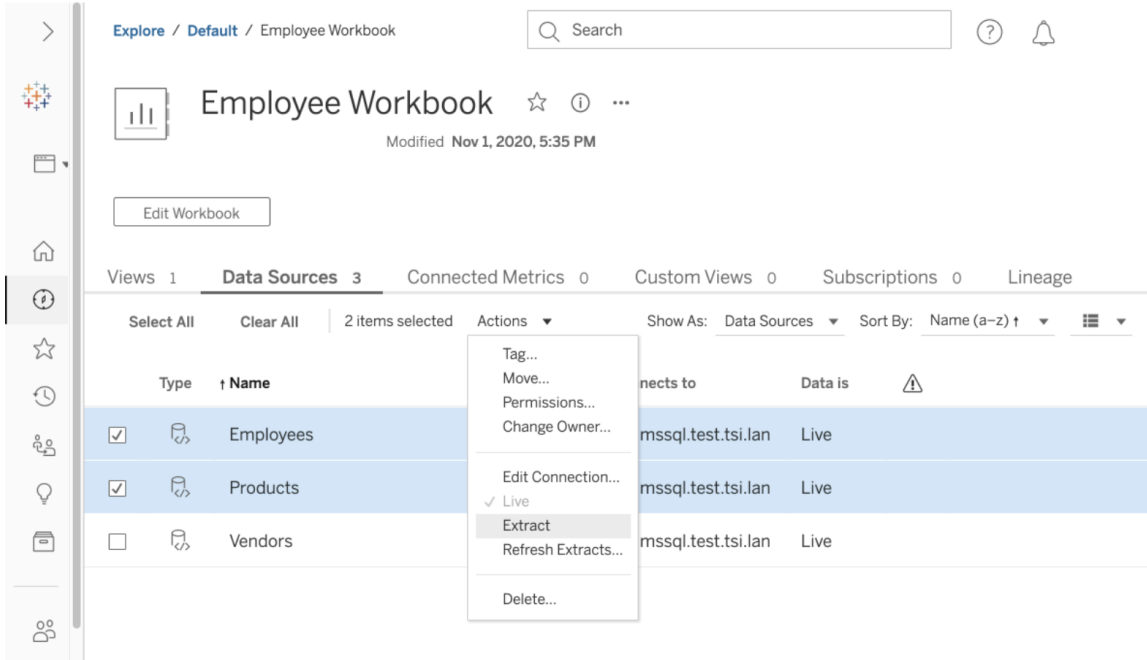 Explore / Default / Employee Workbook
Search
?
Employee Workbook
Modified Nov 1, 2020, 5:35 PM
Edit Workbook
Views 1 Data Sources 3 Connected Metrics 0 Custom Views 0 Subscriptions 0 Lineage
Select All Clear All 2 items selected Actions Show As: Data Sources Sort By: Name (a–z) ↑
Type ↑ Name nects to Data is
Employees mssql.test.tsi.lan Live
Products mssql.test.tsi.lan Live
Vendors mssql.test.tsi.lan Live
Tag...
Move...
Permissions...
Change Owner...
Edit Connection...
Live
Extract
Refresh Extracts...
Delete...